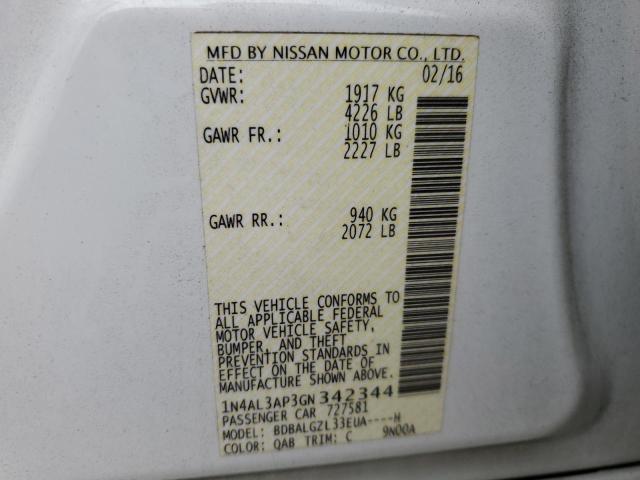 MFD BY NISSAN MOTOR CO., LTD.
DATE: 02/16
GVWR: 1917 KG
4226 LB
GAWR FR.: 1010 KG
2227 LB
GAWR RR.: 940 KG
2072 LB
THIS VEHICLE CONFORMS TO
ALL APPLICABLE FEDERAL
MOTOR VEHICLE SAFETY,
BUMPER, AND THEFT
PREVENTION STANDARDS IN
EFFECT ON THE DATE OF
MANUFACTURE SHOWN ABOVE.
1N4AL3AP3GN342344
PASSENGER CAR 727581
MODEL: BDBALGZL33EUA----H
COLOR: QAB TRIM: C 9N00A